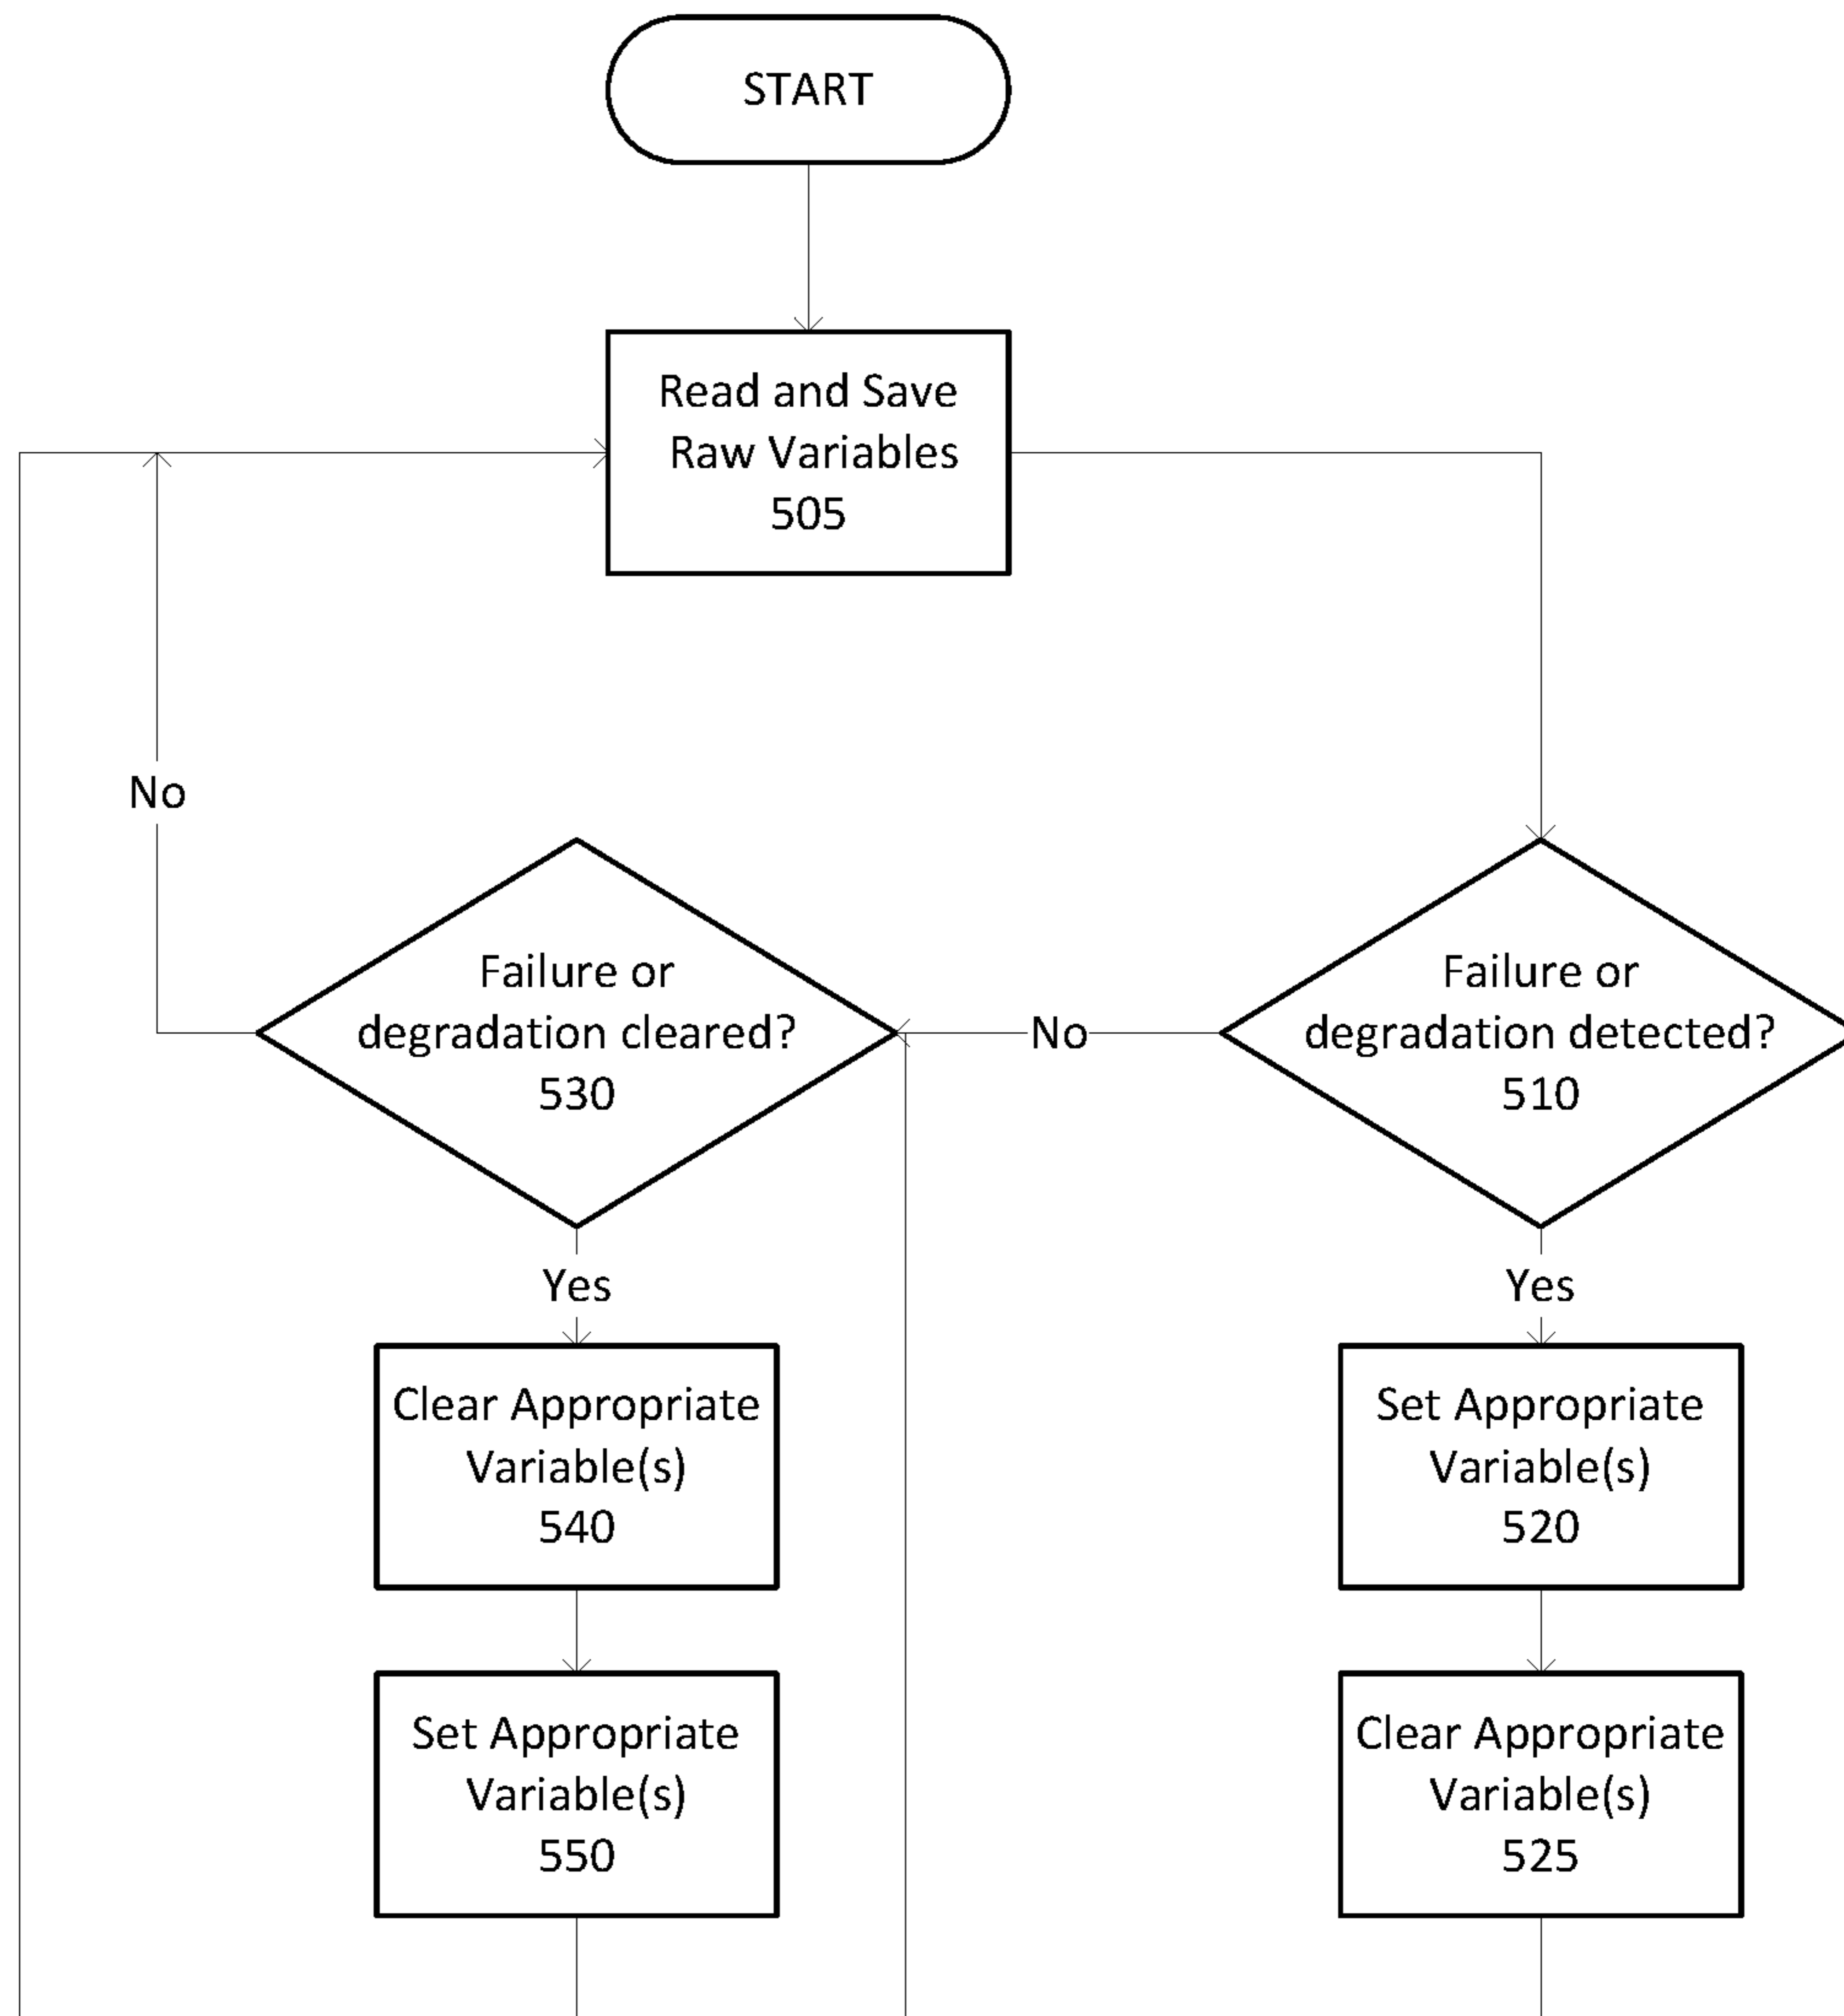 START
Read and Save
Raw Variables
505
No
Failure or
degradation cleared?
530
No
Failure or
degradation detected?
510
Yes
Yes
Clear Appropriate
Variable(s)
540
Set Appropriate
Variable(s)
520
Set Appropriate
Variable(s)
550
Clear Appropriate
Variable(s)
525